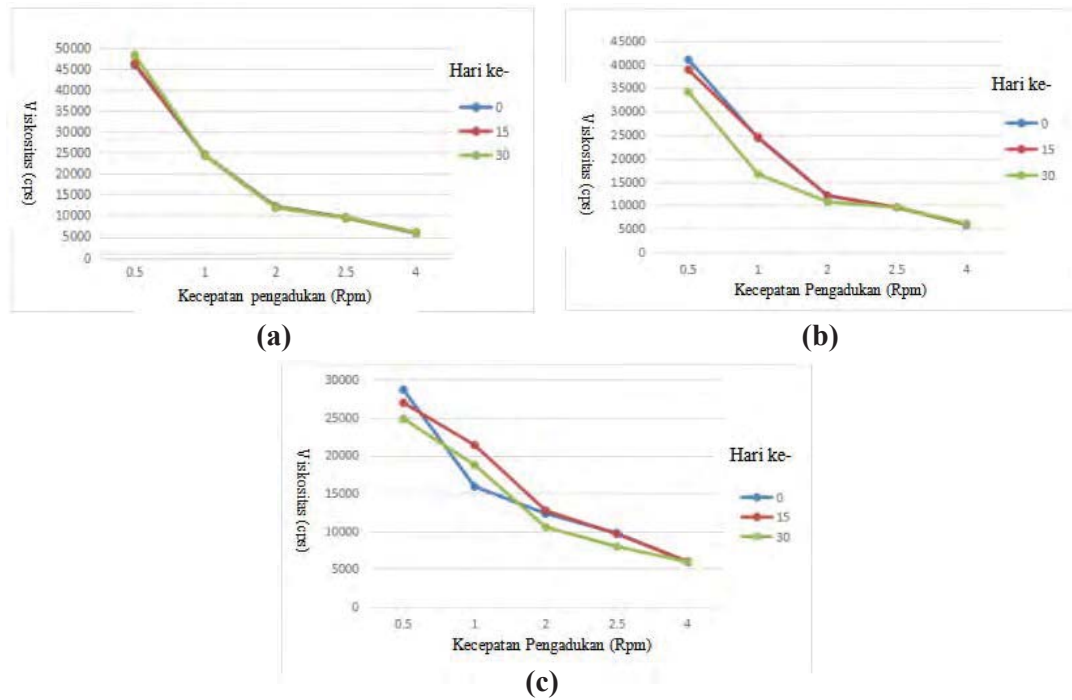 50000
45000
40000
35000
30000
25000
20000
15000
10000
5000
0
Viskositas (cps)
0.5 1 2 2.5 4
Kecepatan pengadukan (Rpm)
Hari ke-
0
15
30
(a)
45000
40000
35000
30000
25000
20000
15000
10000
5000
0
Viskositas (cps)
0.5 1 2 2.5 4
Kecepatan Pengadukan (Rpm)
Hari ke-
0
15
30
(b)
30000
25000
20000
15000
10000
5000
0
Viskositas (cps)
0.5 1 2 2.5 4
Kecepatan Pengadukan (Rpm)
Hari ke-
0
15
30
(c)